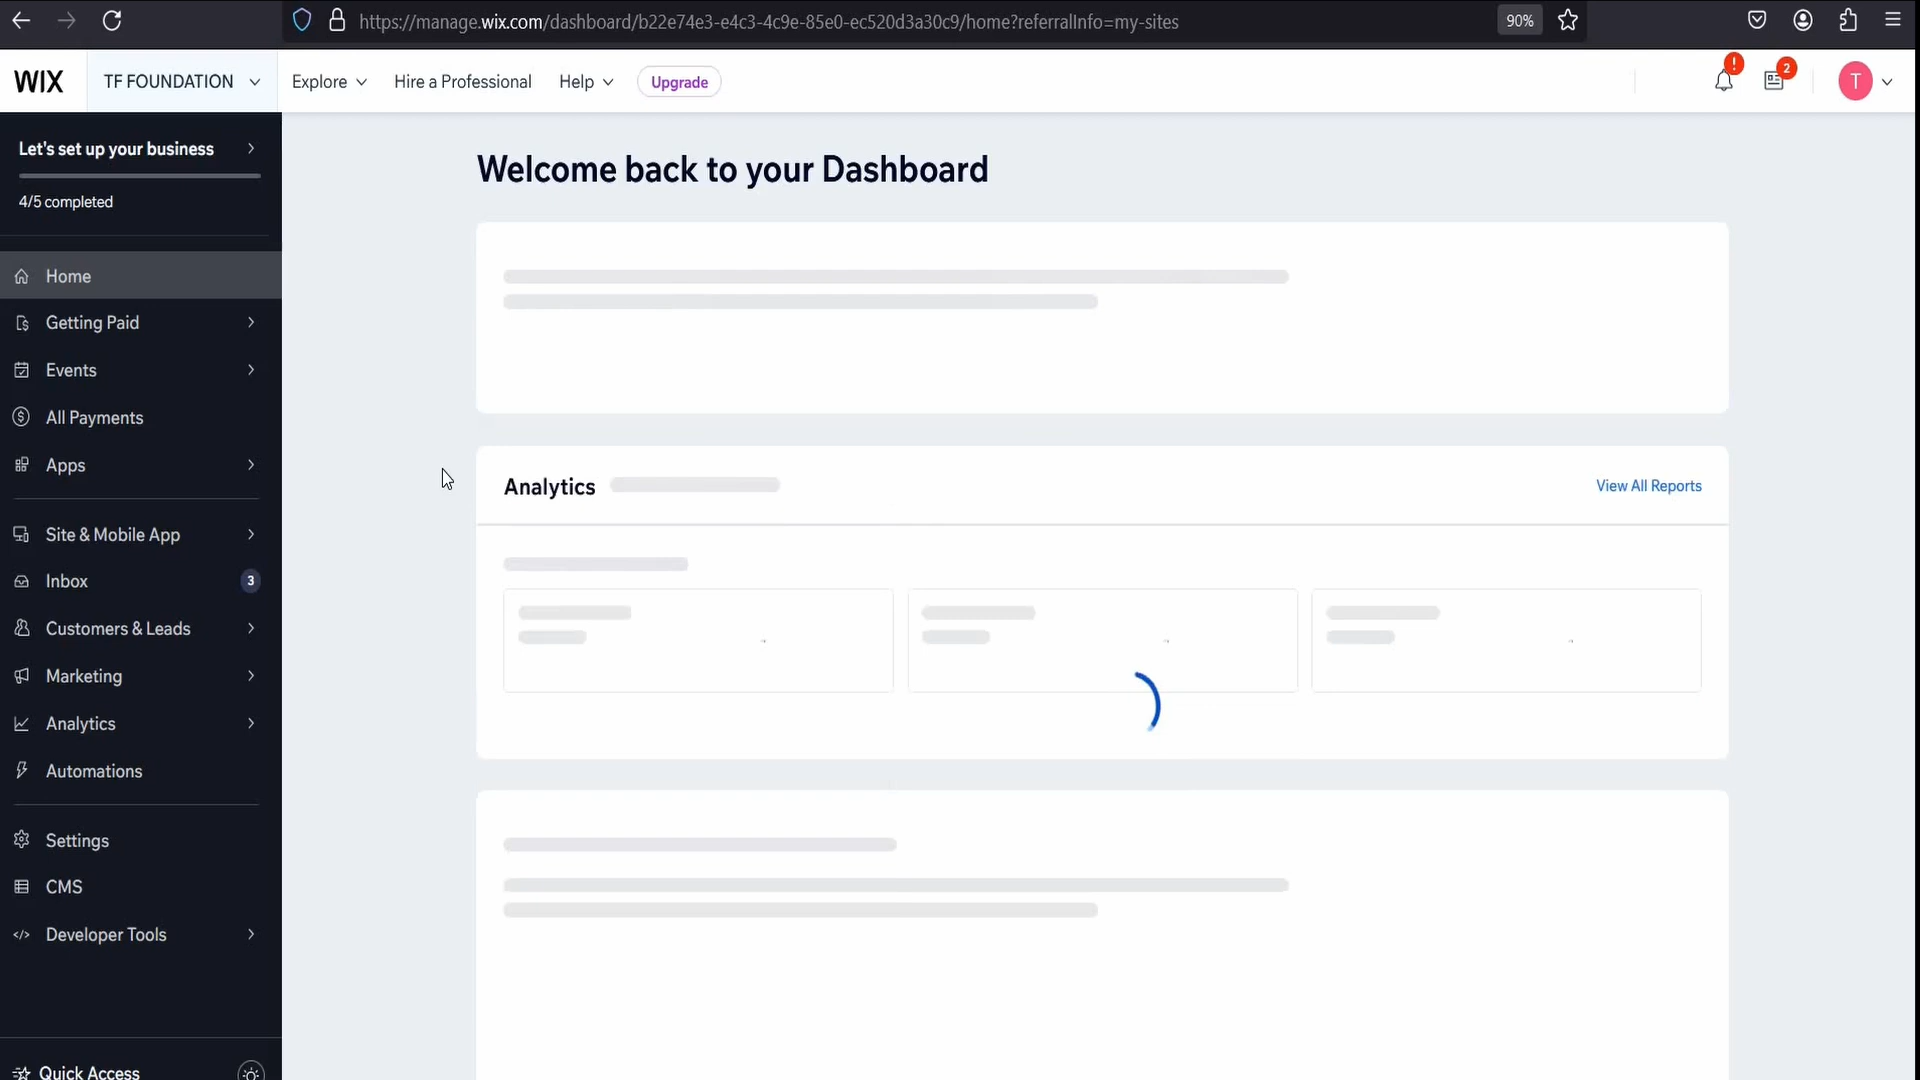 https://manage.wix.com/dashboard/b22e74e3-e4c3-4c9e-85e0-ec520d3a30c9/home?referralInfo=my-sites
90%
WIX
TF FOUNDATION
Explore
Hire a Professional
Help
Upgrade
!
2
T
Let's set up your business
4/5 completed
Home
Getting Paid
Events
All Payments
Apps
Site & Mobile App
Inbox
3
Customers & Leads
Marketing
Analytics
Automations
Settings
CMS
Developer Tools
Quick Access
Welcome back to your Dashboard
Analytics
View All Reports